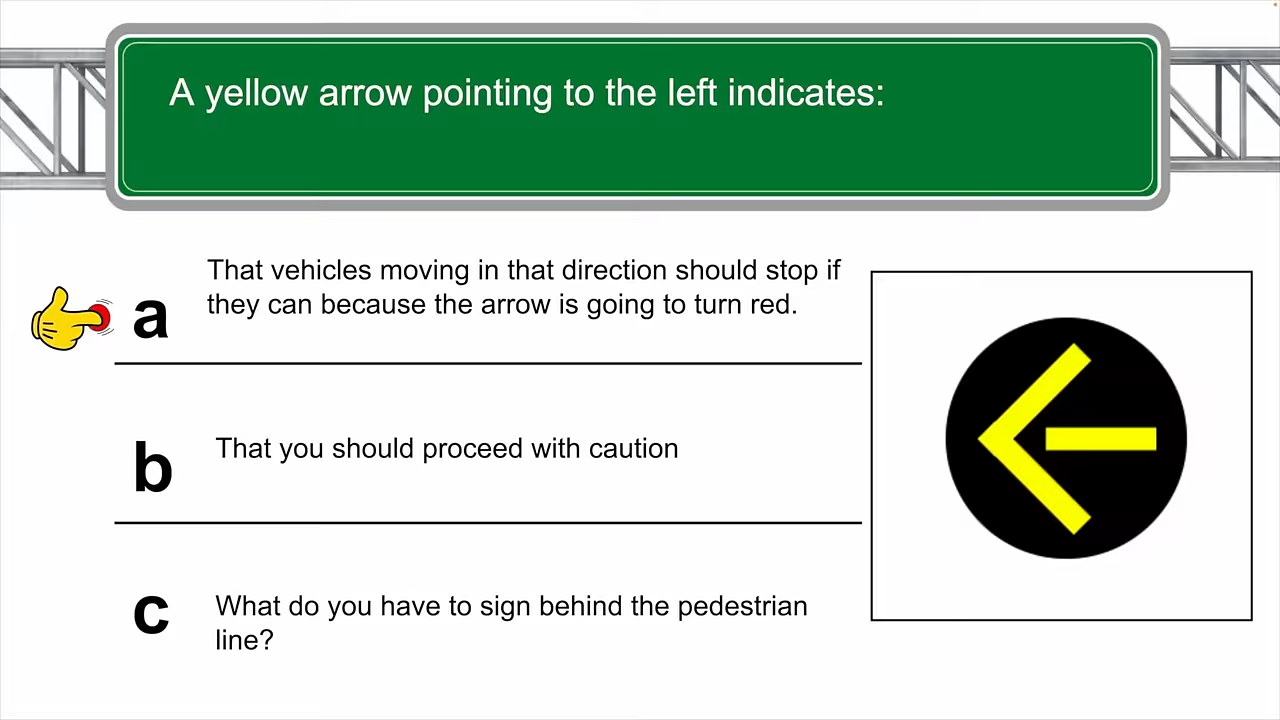 A yellow arrow pointing to the left indicates:
a
That vehicles moving in that direction should stop if
they can because the arrow is going to turn red.
b
That you should proceed with caution
c
What do you have to sign behind the pedestrian
line?